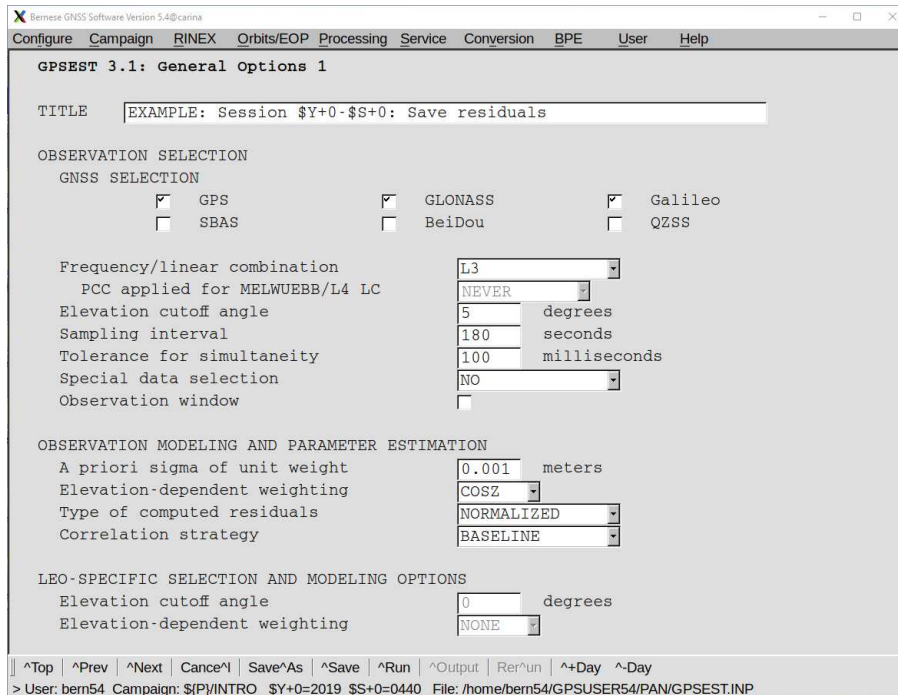 Bernese GNSS Software Version 5.4@carina
Configure Campaign RINEX Orbits/EOP Processing Service Conversion BPE User Help
GPSEST 3.1: General Options 1
TITLE EXAMPLE: Session $Y+0-$S+0: Save residuals
OBSERVATION SELECTION
GNSS SELECTION
GPS GLONASS Galileo
SBAS BeiDou QZSS
Frequency/linear combination L3
PCC applied for MELWUEBB/L4 LC NEVER
Elevation cutoff angle 5 degrees
Sampling interval 180 seconds
Tolerance for simultaneity 100 milliseconds
Special data selection NO
Observation window
OBSERVATION MODELING AND PARAMETER ESTIMATION
A priori sigma of unit weight 0.001 meters
Elevation-dependent weighting COSZ
Type of computed residuals NORMALIZED
Correlation strategy BASELINE
LEO-SPECIFIC SELECTION AND MODELING OPTIONS
Elevation cutoff angle 0 degrees
Elevation-dependent weighting NONE
^Top | ^Prev | ^Next | Cance^l | Save^As | ^Save | ^Run | ^Output | Rer^un | ^+Day ^-Day
> User: bern54 Campaign: ${P}/INTRO $Y+0=2019 $S+0=0440 File: /home/bern54/GPSUSER54/PAN/GPSEST.INP